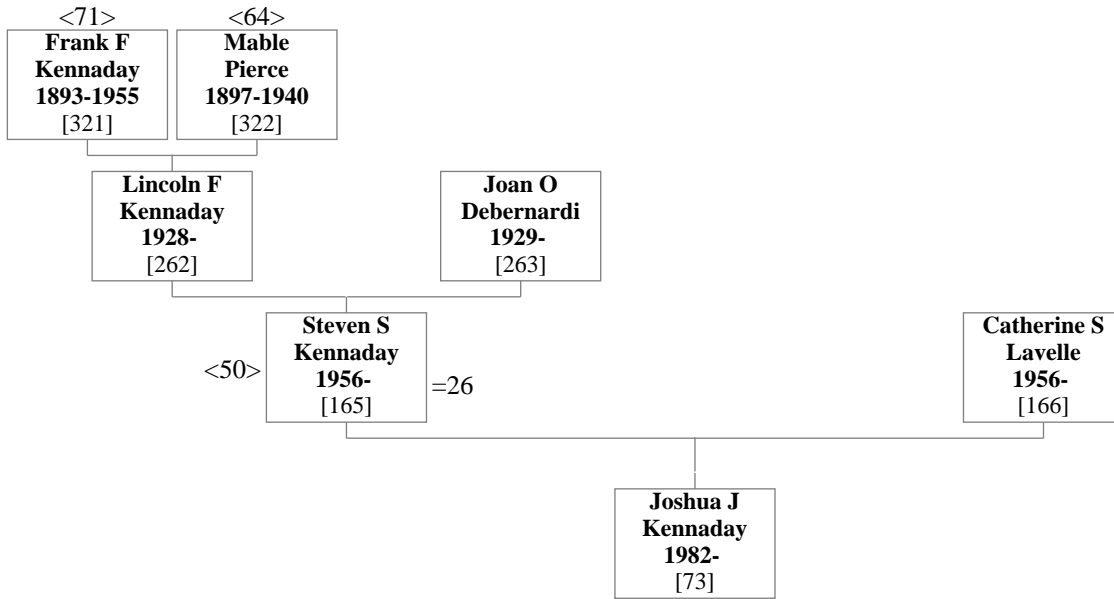 <71>
Frank F
Kennaday
1893-1955
[321]
<64>
Mable
Pierce
1897-1940
[322]
Lincoln F
Kennaday
1928-
[262]
Joan O
Debernardi
1929-
[263]
<50>
Steven S
Kennaday
1956-
[165]
=26
Catherine S
Lavelle
1956-
[166]
Joshua J
Kennaday
1982-
[73]